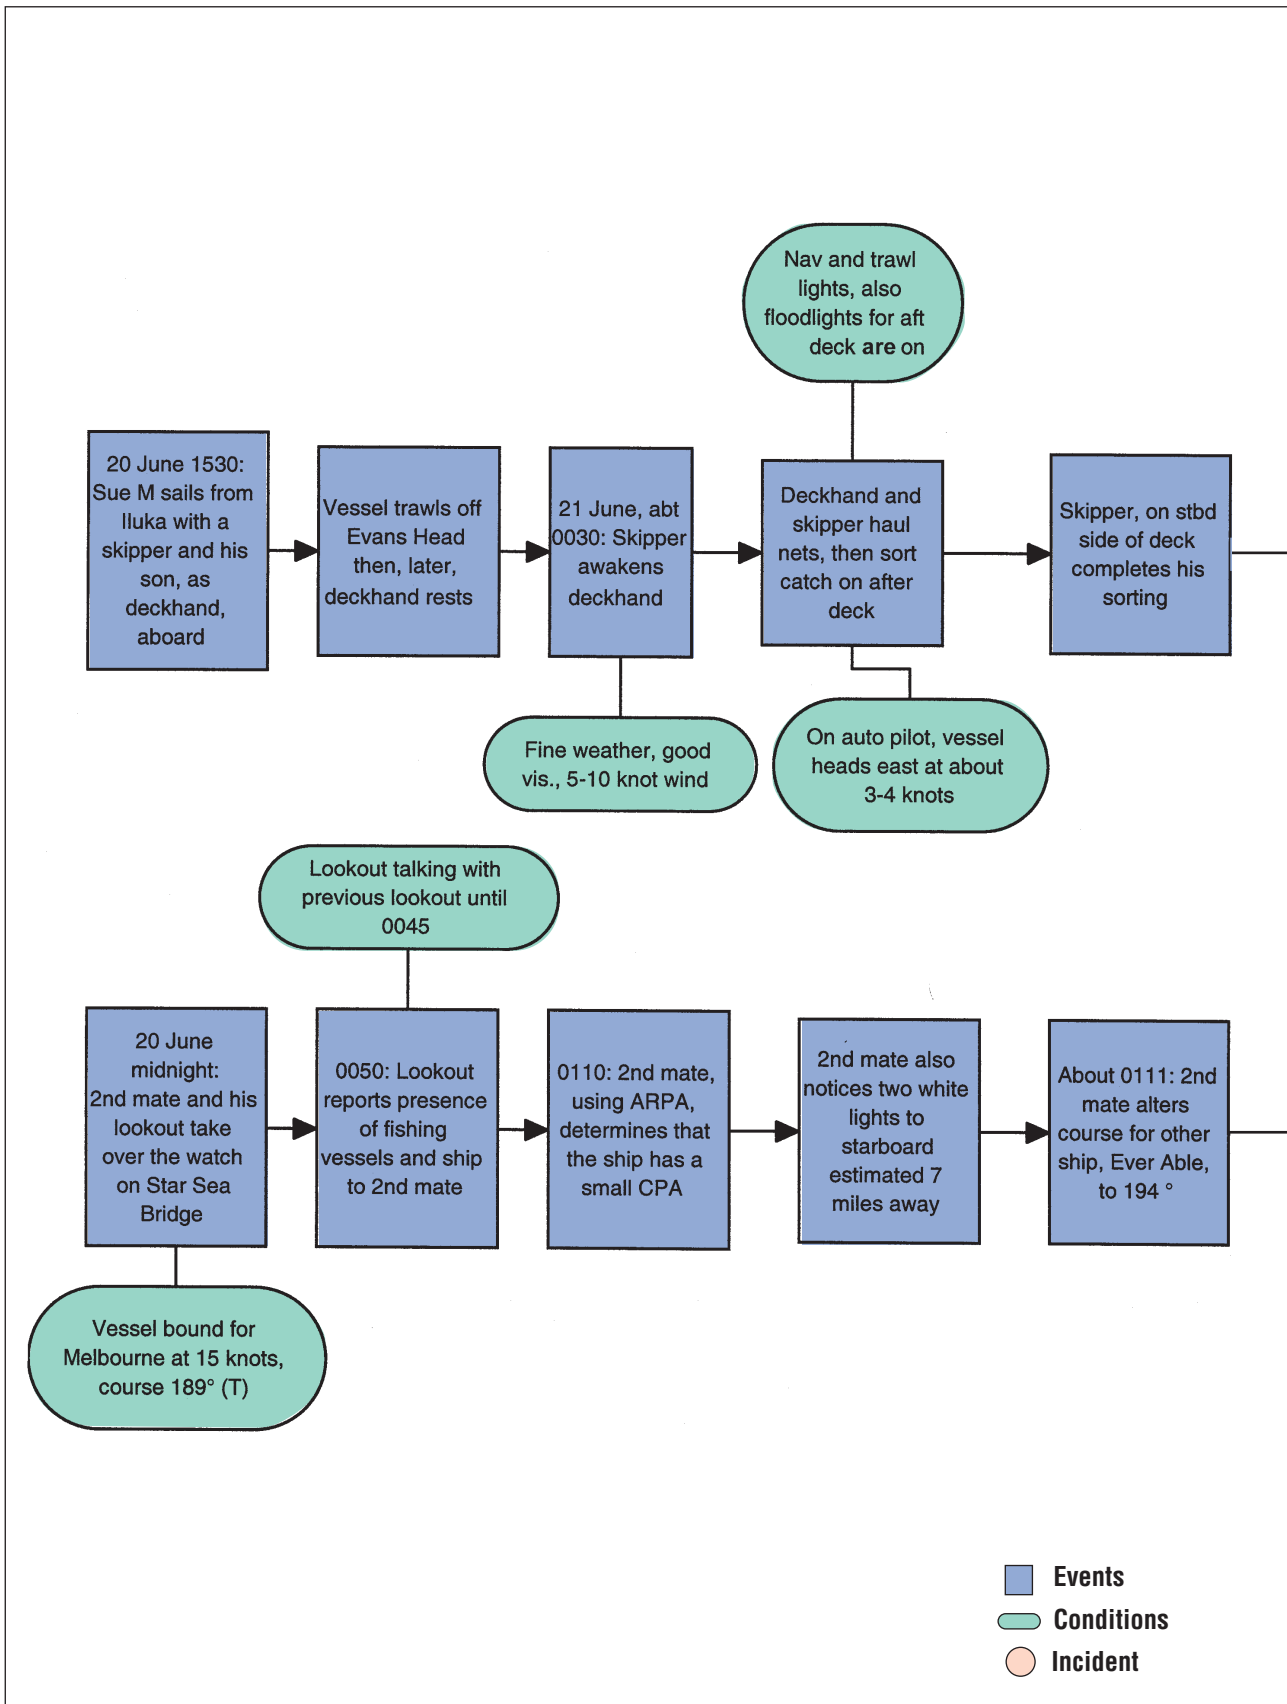 Nav and trawl
lights, also
floodlights for aft
deck are on
20 June 1530:
Sue M sails from
Iluka with a
skipper and his
son, as
deckhand,
aboard
Vessel trawls off
Evans Head
then, later,
deckhand rests
21 June, abt
0030: Skipper
awakens
deckhand
Deckhand and
skipper haul
nets, then sort
catch on after
deck
Skipper, on stbd
side of deck
completes his
sorting
Fine weather, good
vis., 5-10 knot wind
On auto pilot, vessel
heads east at about
3-4 knots
Lookout talking with
previous lookout until
0045
20 June
midnight:
2nd mate and his
lookout take
over the watch
on Star Sea
Bridge
0050: Lookout
reports presence
of fishing
vessels and ship
to 2nd mate
0110: 2nd mate,
using ARPA,
determines that
the ship has a
small CPA
2nd mate also
notices two white
lights to
starboard
estimated 7
miles away
About 0111: 2nd
mate alters
course for other
ship, Ever Able,
to 194 °
Vessel bound for
Melbourne at 15 knots,
course 189° (T)
Events
Conditions
Incident